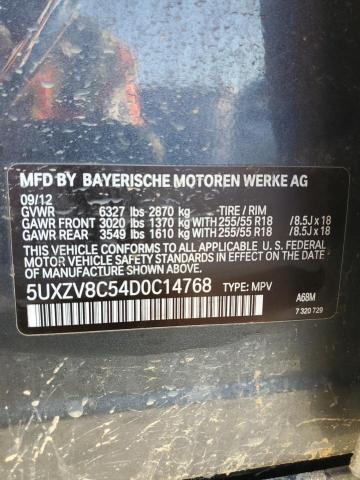 MFD BY BAYERISCHE MOTOREN WERKE AG
09/12
GVWR 6327 lbs 2870 kg TIRE / RIM
GAWR FRONT 3020 lbs 1370 kg WITH 255/55 R18 /8.5J x 18
GAWR REAR 3549 lbs 1610 kg WITH 255/55 R18 /8.5J x 18
THIS VEHICLE CONFORMS TO ALL APPLICABLE U.S. FEDERAL
MOTOR VEHICLE SAFETY STANDARDS IN EFFECT ON THE
DATE OF MANUFACTURE SHOWN ABOVE.
5UXZV8C54D0C14768 TYPE: MPV
A68M
7 320 729